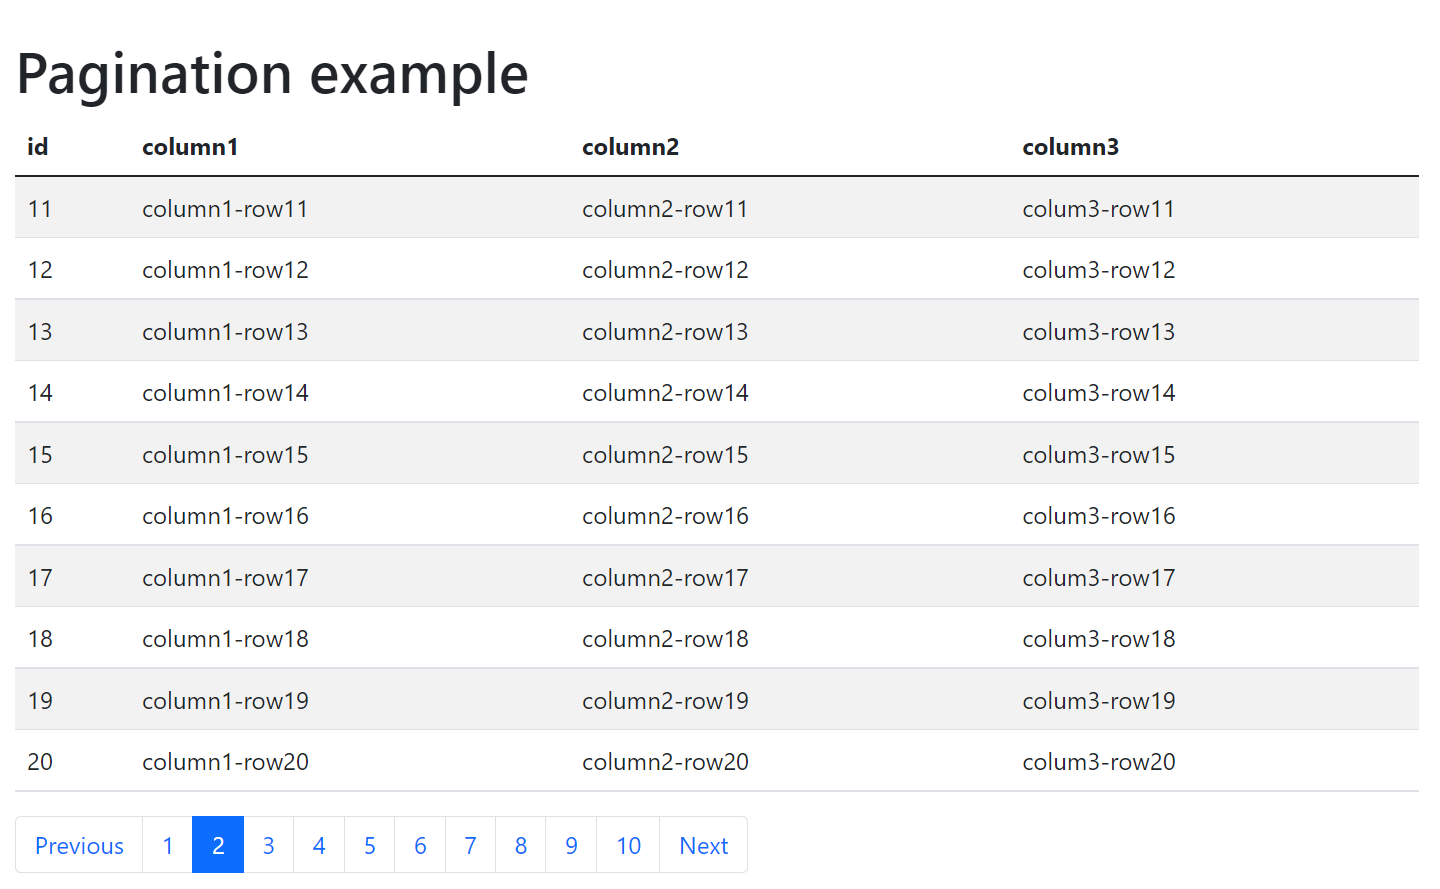 Pagination example
id column1 column2 column3
11 column1-row11 column2-row11 colum3-row11
12 column1-row12 column2-row12 colum3-row12
13 column1-row13 column2-row13 colum3-row13
14 column1-row14 column2-row14 colum3-row14
15 column1-row15 column2-row15 colum3-row15
16 column1-row16 column2-row16 colum3-row16
17 column1-row17 column2-row17 colum3-row17
18 column1-row18 column2-row18 colum3-row18
19 column1-row19 column2-row19 colum3-row19
20 column1-row20 column2-row20 colum3-row20
Previous 1 2 3 4 5 6 7 8 9 10 Next